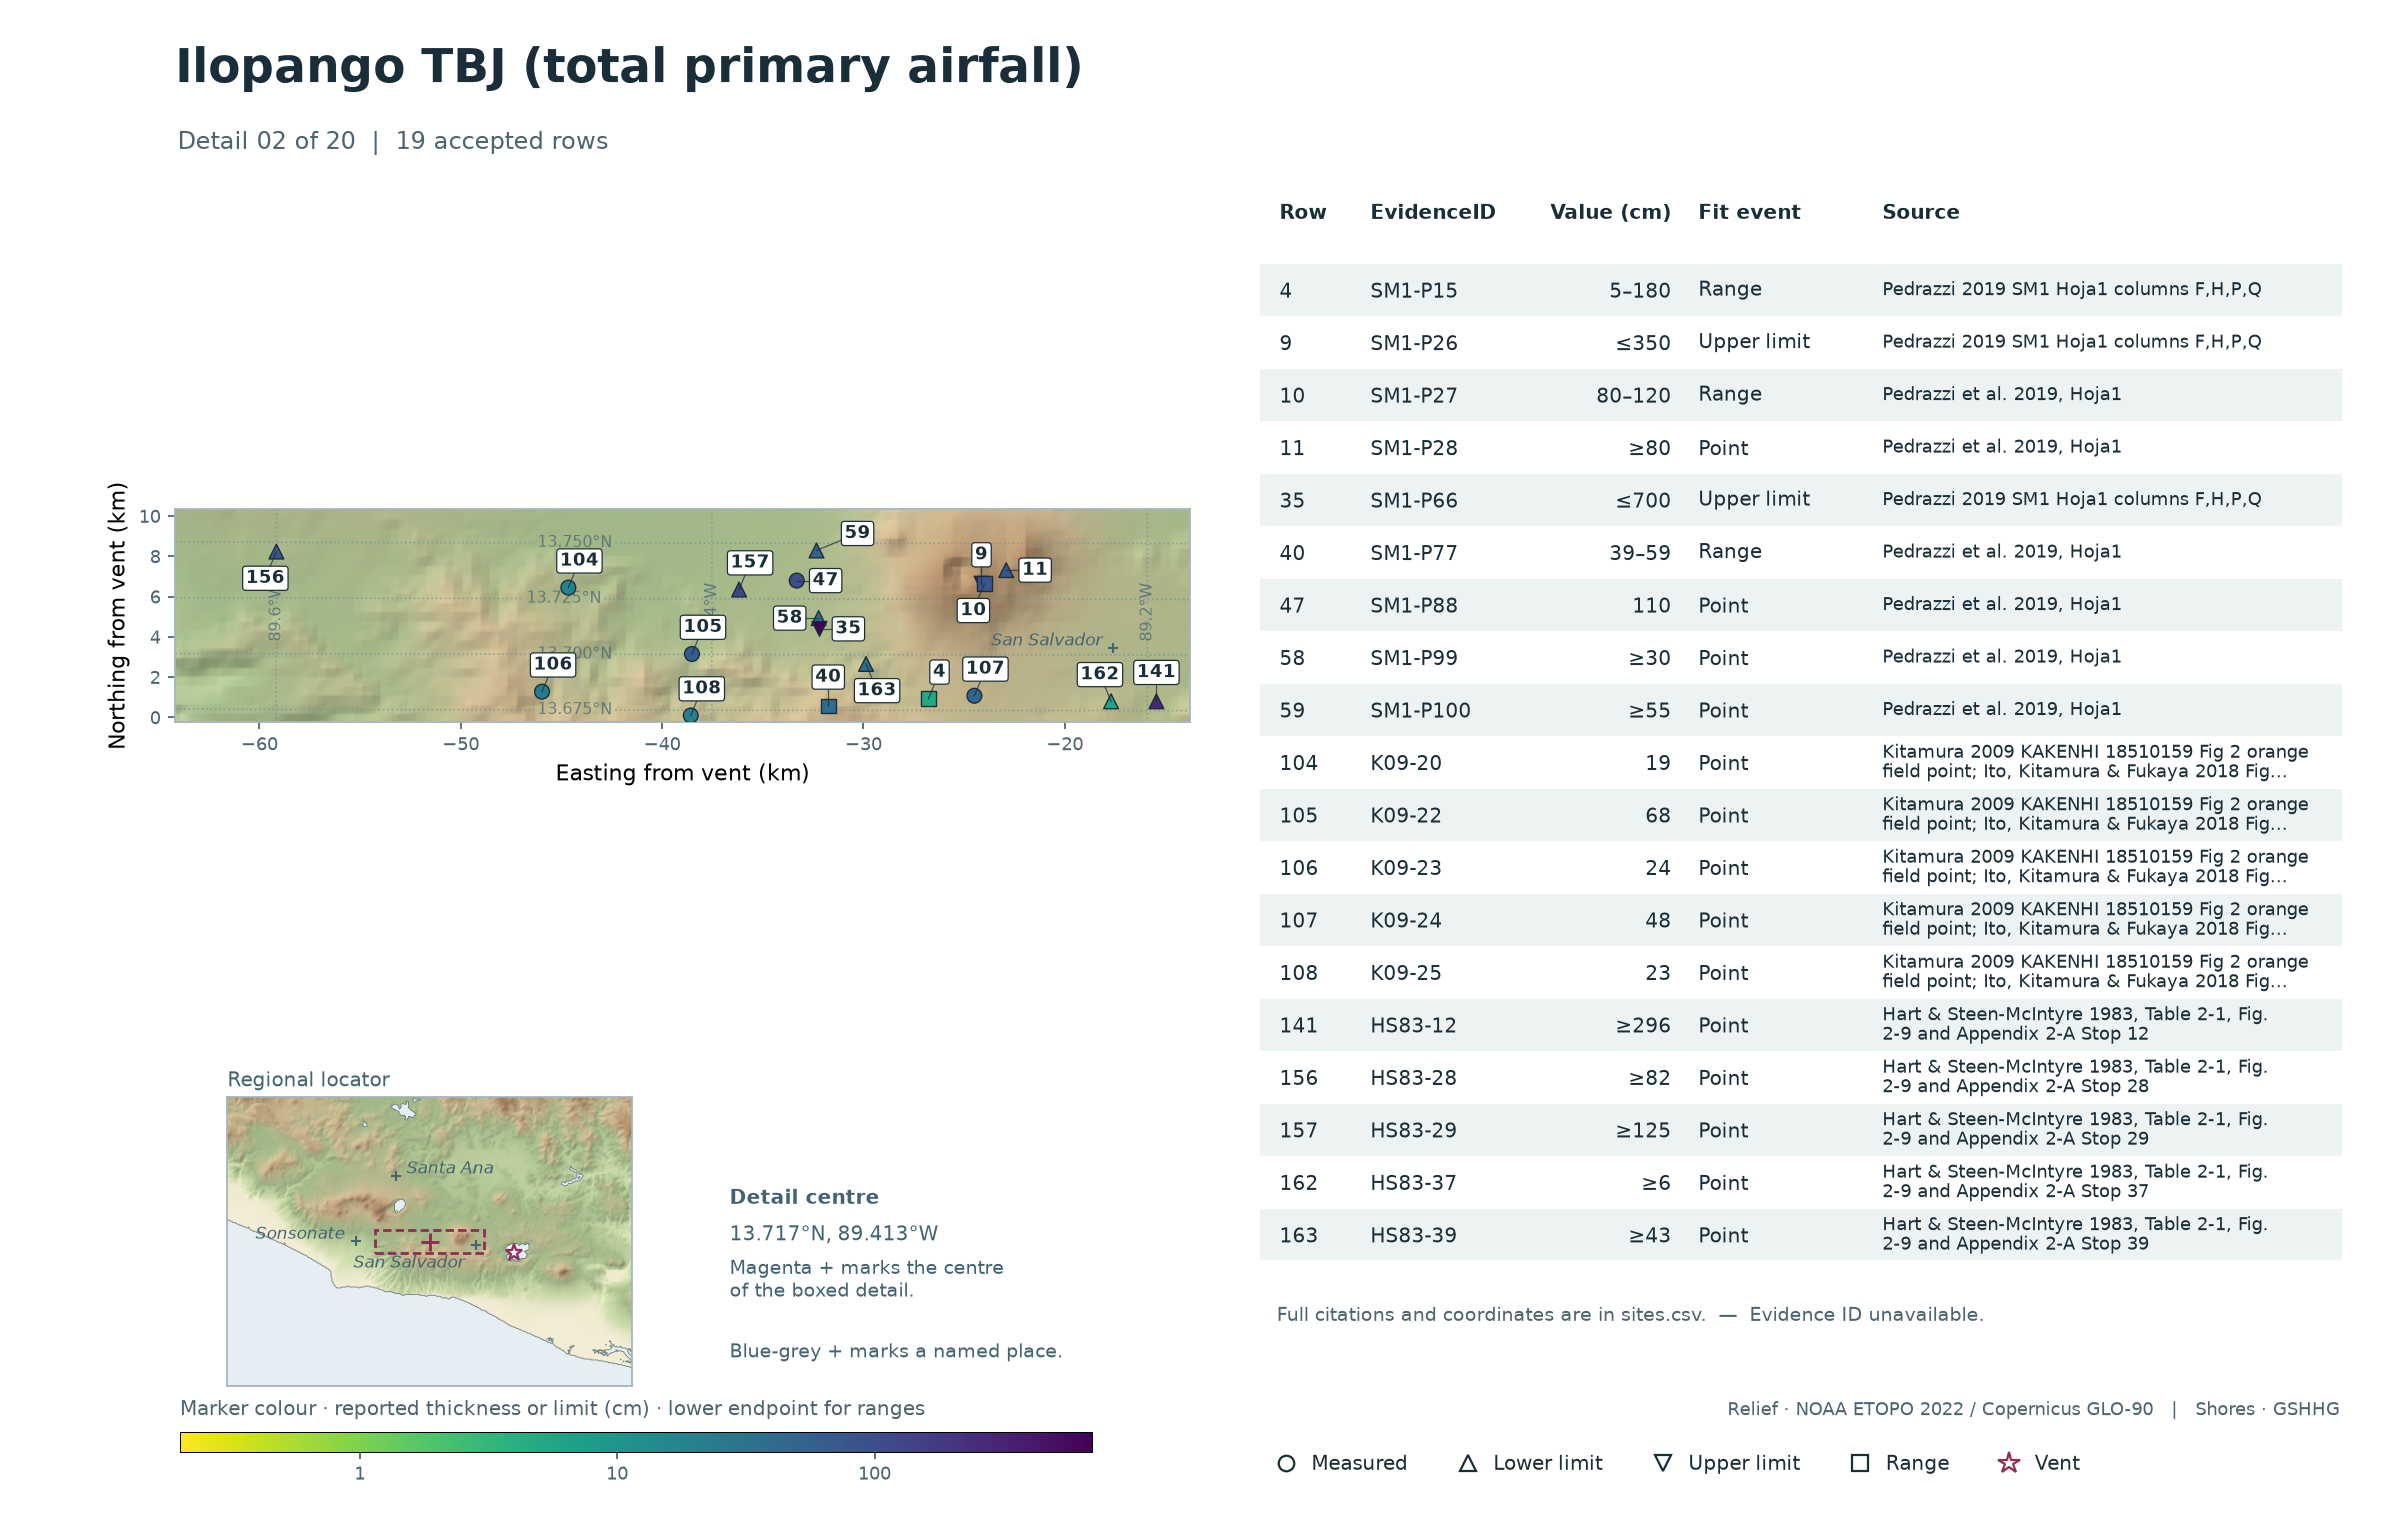 Ilopango TBJ (total primary airfall)
Detail 02 of 20 | 19 accepted rows
Row EvidenceID Value (cm) Fit event Source
4 SM1-P15 5–180 Range Pedrazzi 2019 SM1 Hoja1 columns F,H,P,Q
9 SM1-P26 ≤350 Upper limit Pedrazzi 2019 SM1 Hoja1 columns F,H,P,Q
10 SM1-P27 80–120 Range Pedrazzi et al. 2019, Hoja1
11 SM1-P28 ≥80 Point Pedrazzi et al. 2019, Hoja1
35 SM1-P66 ≤700 Upper limit Pedrazzi 2019 SM1 Hoja1 columns F,H,P,Q
40 SM1-P77 39–59 Range Pedrazzi et al. 2019, Hoja1
47 SM1-P88 110 Point Pedrazzi et al. 2019, Hoja1
58 SM1-P99 ≥30 Point Pedrazzi et al. 2019, Hoja1
59 SM1-P100 ≥55 Point Pedrazzi et al. 2019, Hoja1
104 K09-20 19 Point Kitamura 2009 KAKENHI 18510159 Fig 2 orange
field point; Ito, Kitamura & Fukaya 2018 Fig...
105 K09-22 68 Point Kitamura 2009 KAKENHI 18510159 Fig 2 orange
field point; Ito, Kitamura & Fukaya 2018 Fig...
106 K09-23 24 Point Kitamura 2009 KAKENHI 18510159 Fig 2 orange
field point; Ito, Kitamura & Fukaya 2018 Fig...
107 K09-24 48 Point Kitamura 2009 KAKENHI 18510159 Fig 2 orange
field point; Ito, Kitamura & Fukaya 2018 Fig...
108 K09-25 23 Point Kitamura 2009 KAKENHI 18510159 Fig 2 orange
field point; Ito, Kitamura & Fukaya 2018 Fig...
141 HS83-12 ≥296 Point Hart & Steen-McIntyre 1983, Table 2-1, Fig.
2-9 and Appendix 2-A Stop 12
156 HS83-28 ≥82 Point Hart & Steen-McIntyre 1983, Table 2-1, Fig.
2-9 and Appendix 2-A Stop 28
157 HS83-29 ≥125 Point Hart & Steen-McIntyre 1983, Table 2-1, Fig.
2-9 and Appendix 2-A Stop 29
162 HS83-37 ≥6 Point Hart & Steen-McIntyre 1983, Table 2-1, Fig.
2-9 and Appendix 2-A Stop 37
163 HS83-39 ≥43 Point Hart & Steen-McIntyre 1983, Table 2-1, Fig.
2-9 and Appendix 2-A Stop 39
Full citations and coordinates are in sites.csv. — Evidence ID unavailable.
Northing from vent (km)
10
8
6
4
2
0
13.750°N
13.725°N
13.675°N
89.6°W
89.2°W
59
104
9
157
11
156
47
10
58
35
105
San Salvador
106
4
107
162
141
40
108
163
−60 −50 −40 −30 −20
Easting from vent (km)
Regional locator
Santa Ana
Sonsonate
San Salvador
Detail centre
13.717°N, 89.413°W
Magenta + marks the centre
of the boxed detail.
Blue-grey + marks a named place.
Marker colour · reported thickness or limit (cm) · lower endpoint for ranges
1 10 100
Relief · NOAA ETOPO 2022 / Copernicus GLO-90 | Shores · GSHHG
Measured Lower limit Upper limit Range Vent